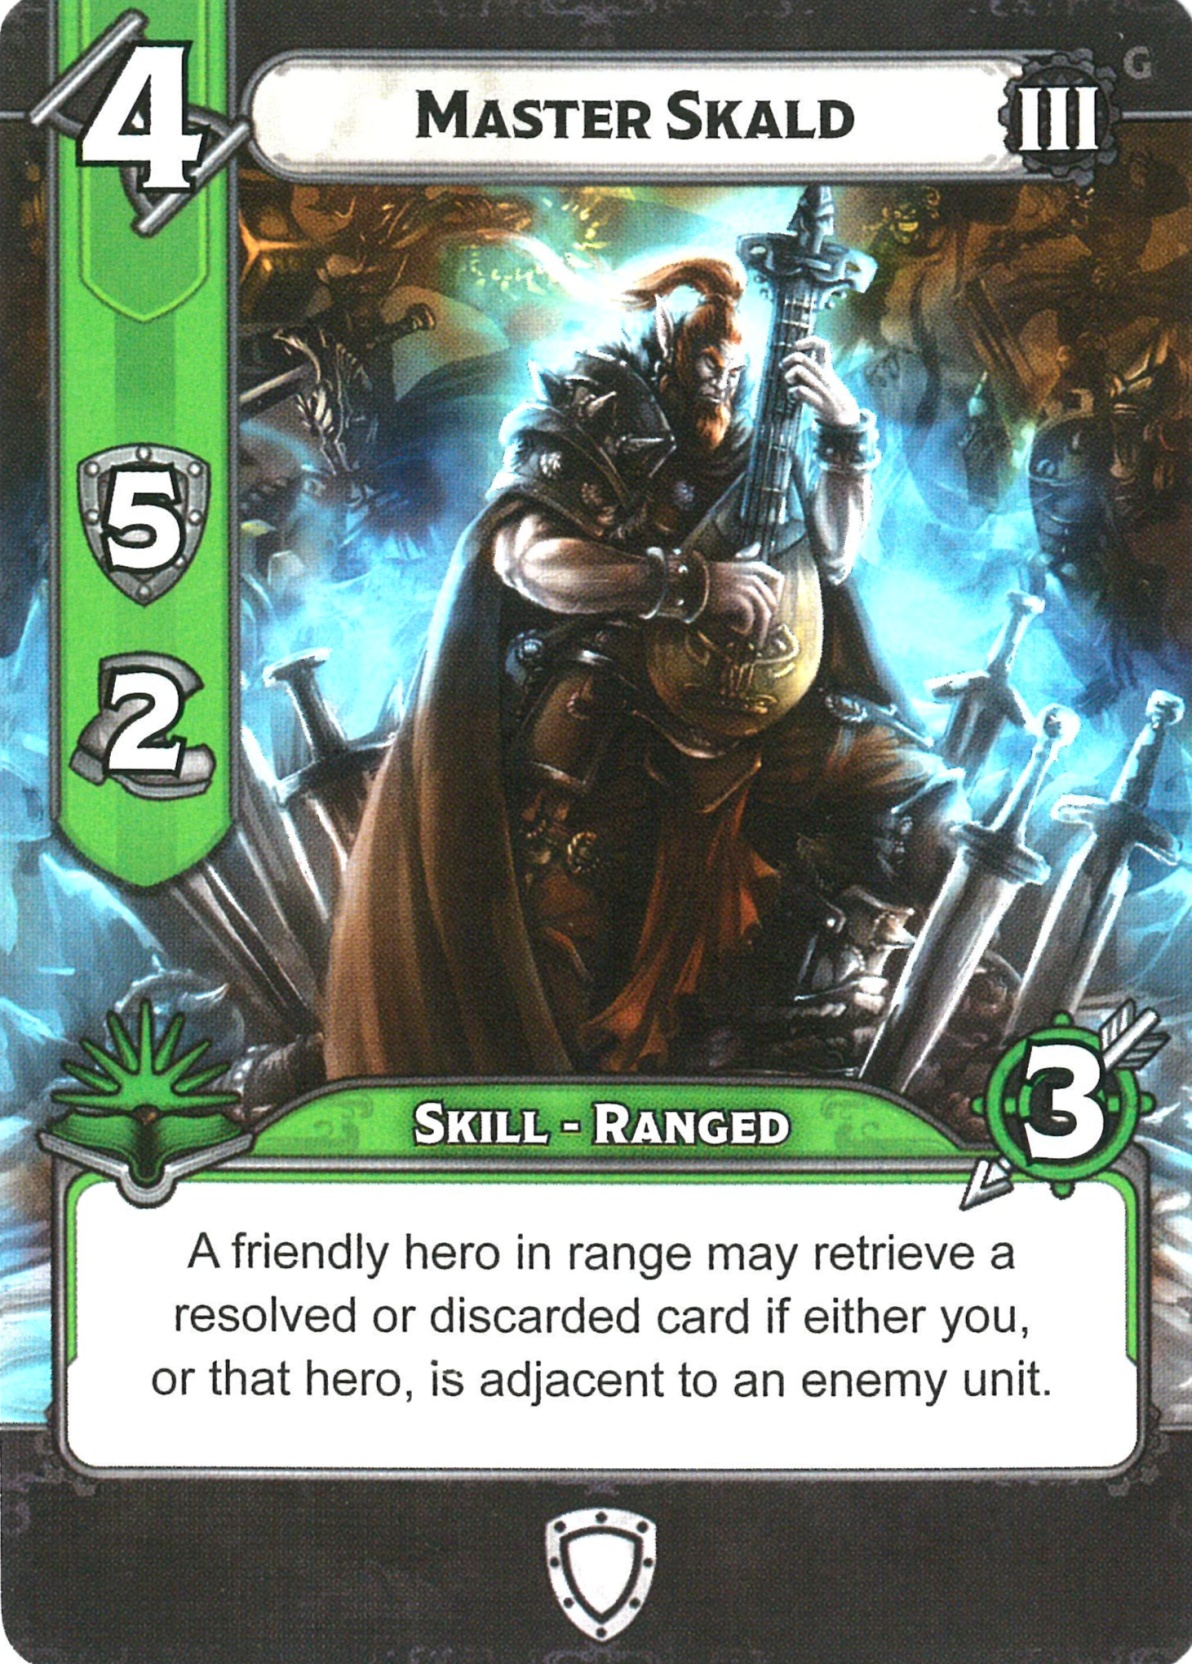 4
MASTER SKALD
III
G
5
2
SKILL - RANGED
3
A friendly hero in range may retrieve a
resolved or discarded card if either you,
or that hero, is adjacent to an enemy unit.